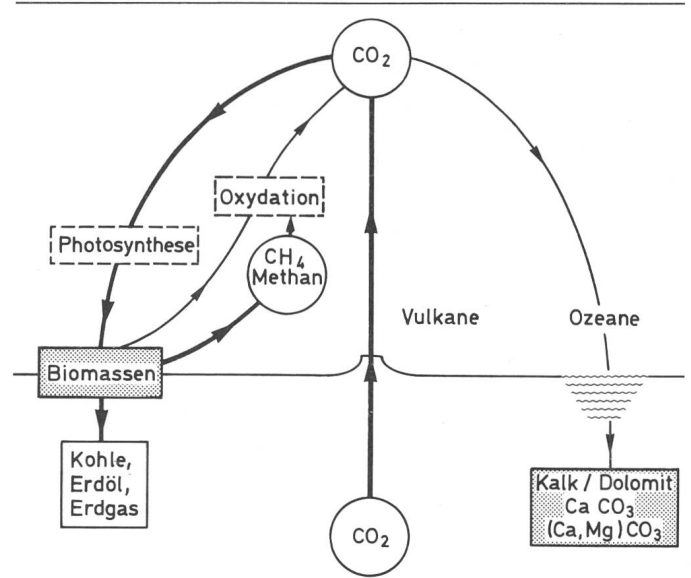 CO₂
Oxydation
Photosynthese
CH₄
Methan
Vulkane
Ozeane
Biomassen
Kohle,
Erdöl,
Erdgas
Kalk / Dolomit
Ca CO₃
(Ca,Mg)CO₃
CO₂